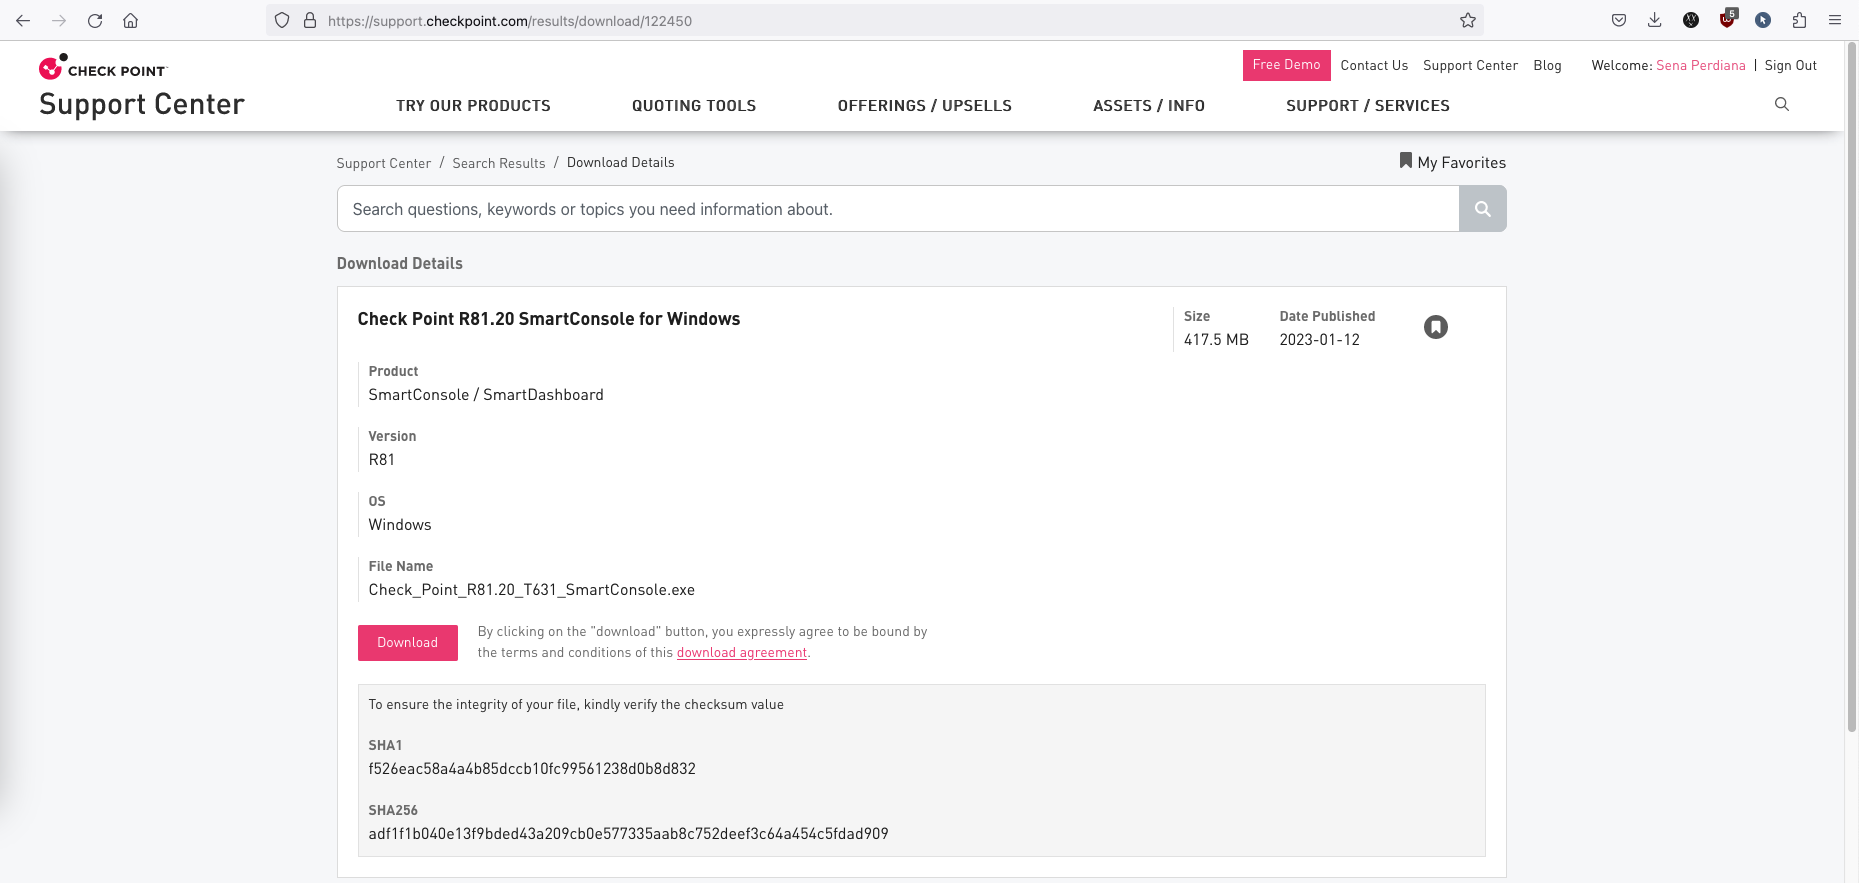 https://support.checkpoint.com/results/download/122450
5
CHECK POINT
Support Center
Free Demo
Contact Us
Support Center
Blog
Welcome: Sena Perdiana | Sign Out
TRY OUR PRODUCTS
QUOTING TOOLS
OFFERINGS / UPSELLS
ASSETS / INFO
SUPPORT / SERVICES
Support Center / Search Results / Download Details
My Favorites
Search questions, keywords or topics you need information about.
Download Details
Check Point R81.20 SmartConsole for Windows
Size
417.5 MB
Date Published
2023-01-12
Product
SmartConsole / SmartDashboard
Version
R81
OS
Windows
File Name
Check_Point_R81.20_T631_SmartConsole.exe
Download
By clicking on the "download" button, you expressly agree to be bound by
the terms and conditions of this download agreement.
To ensure the integrity of your file, kindly verify the checksum value
SHA1
f526eac58a4a4b85dccb10fc99561238d0b8d832
SHA256
adf1f1b040e13f9bded43a209cb0e577335aab8c752deef3c64a454c5fdad909